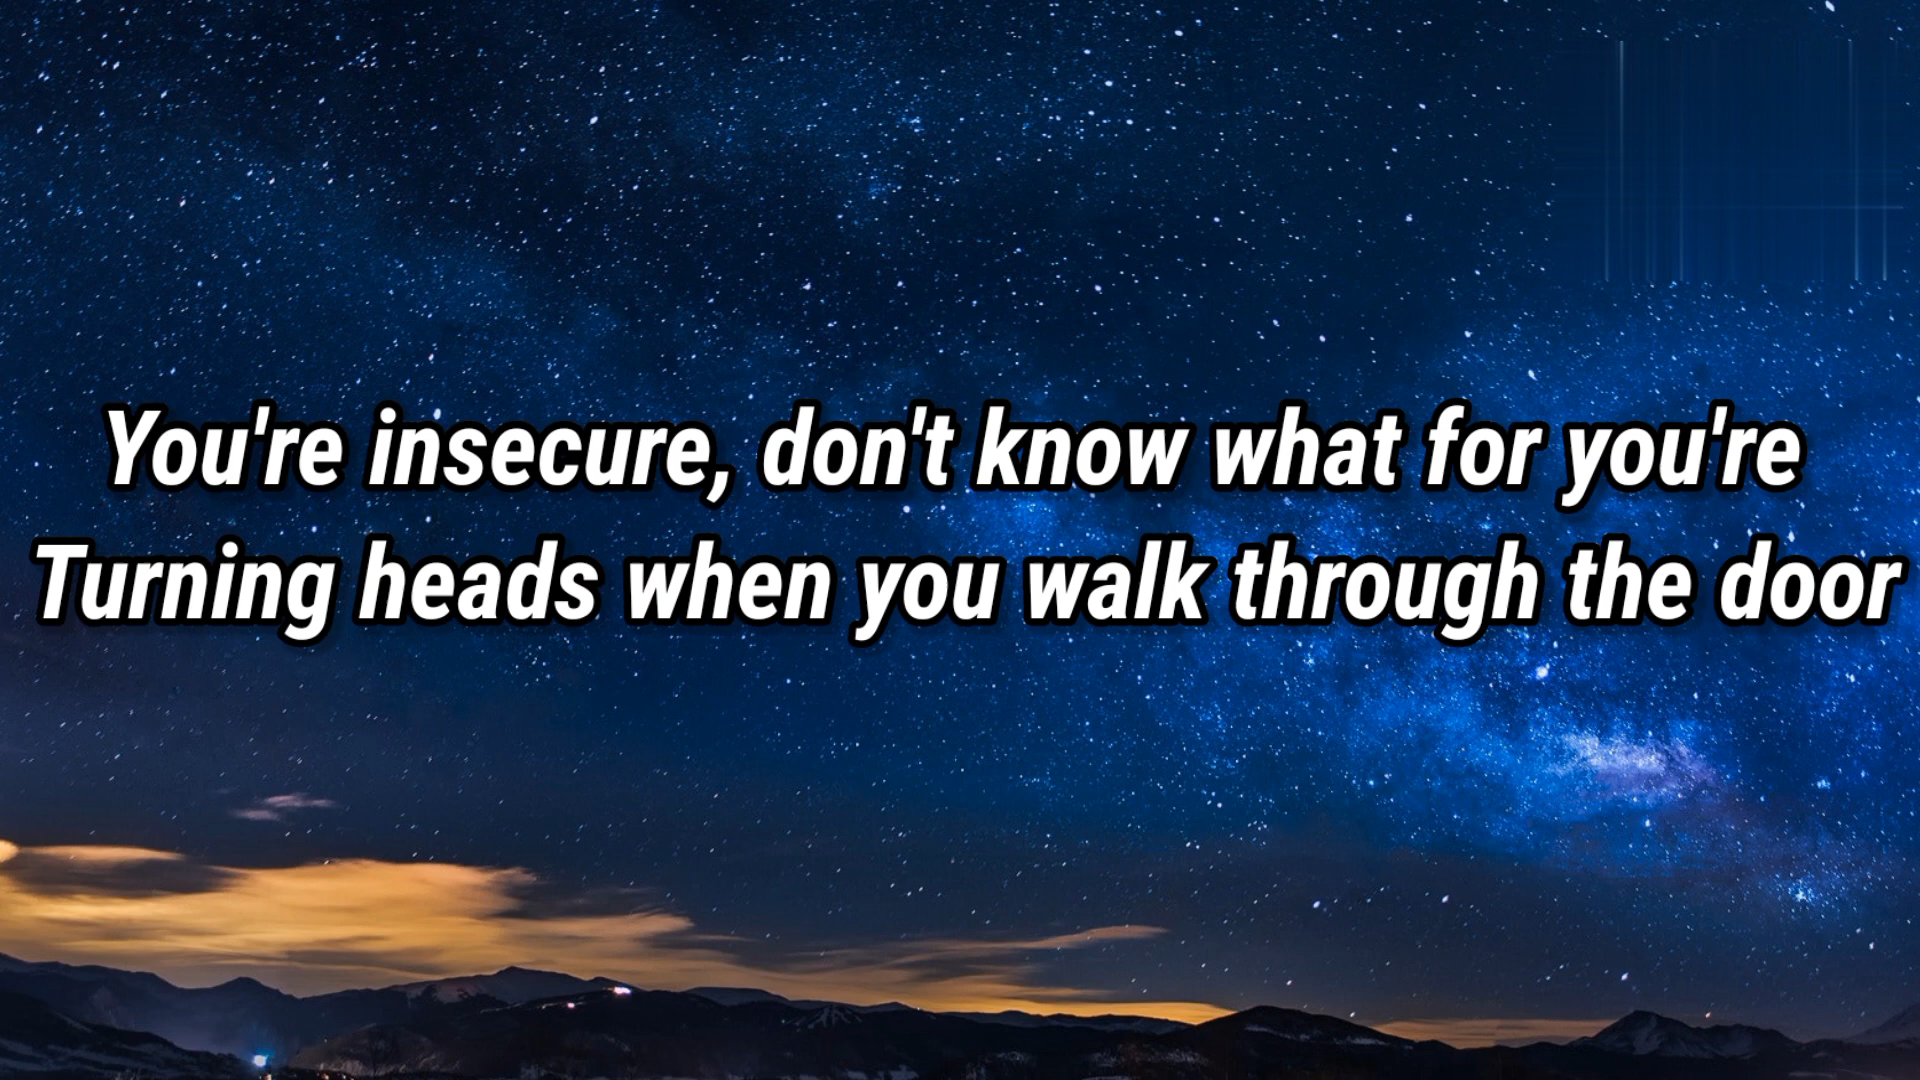 You're insecure, don't know what for you're
Turning heads when you walk through the door